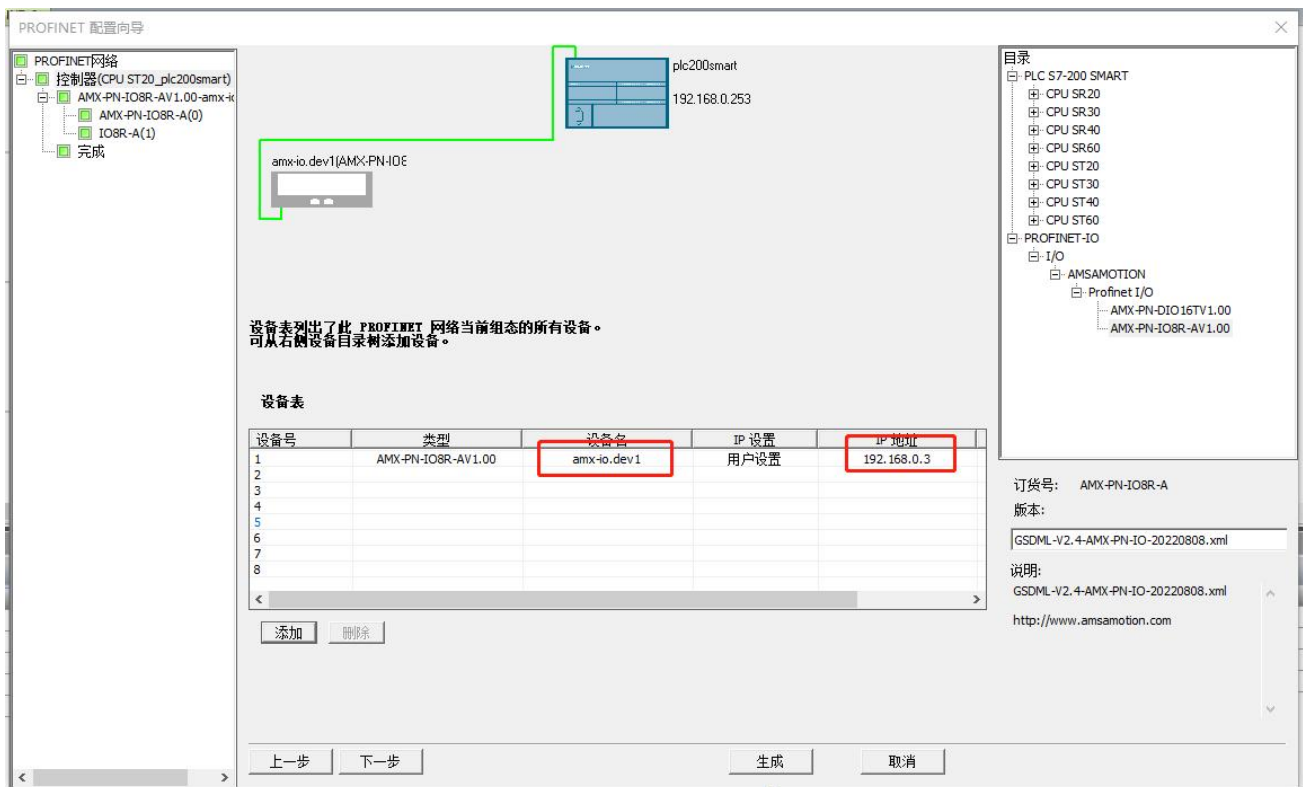 PROFINET 配置向导
PROFINET网络
控制器(CPU ST20_plc200smart)
AMX-PN-IO8R-AV1.00-amx-io
AMX-PN-IO8R-A(0)
IO8R-A(1)
完成
plc200smart
192.168.0.253
amx-io.dev1(AMX-PN-IO8
设备表列出了此 PROFINET 网络当前组态的所有设备。
可从右侧设备目录树添加设备。
设备表
设备号 类型 设备名 IP 设置 IP 地址
1 AMX-PN-IO8R-AV1.00 amx-io.dev1 用户设置 192.168.0.3
2
3
4
5
6
7
8
添加 删除
上一步 下一步 生成 取消
目录
PLC S7-200 SMART
CPU SR20
CPU SR30
CPU SR40
CPU SR60
CPU ST20
CPU ST30
CPU ST40
CPU ST60
PROFINET-IO
I/O
AMSAMOTION
Profinet I/O
AMX-PN-DIO16TV1.00
AMX-PN-IO8R-AV1.00
订货号: AMX-PN-IO8R-A
版本:
GSDML-V2.4-AMX-PN-IO-20220808.xml
说明:
GSDML-V2.4-AMX-PN-IO-20220808.xml
http://www.amsamotion.com